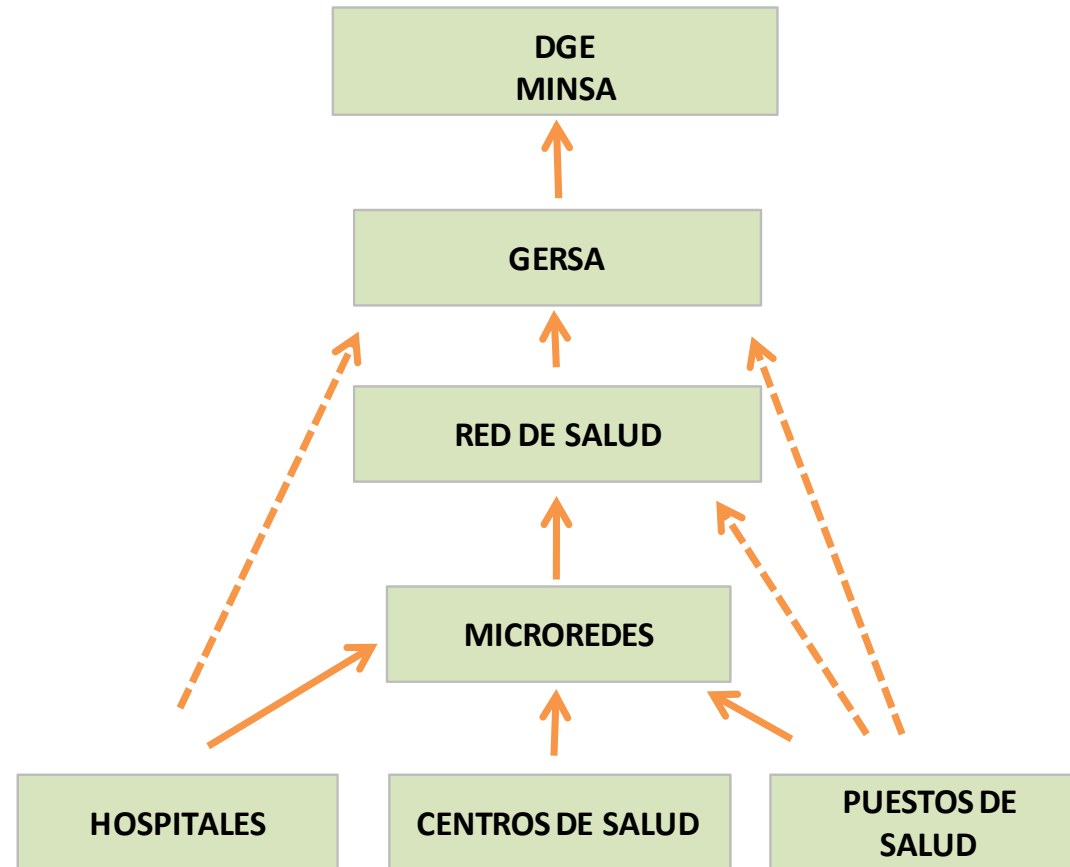 DGE
MINSA
GERSA
RED DE SALUD
MICROREDES
HOSPITALES
CENTROS DE SALUD
PUESTOS DE
SALUD